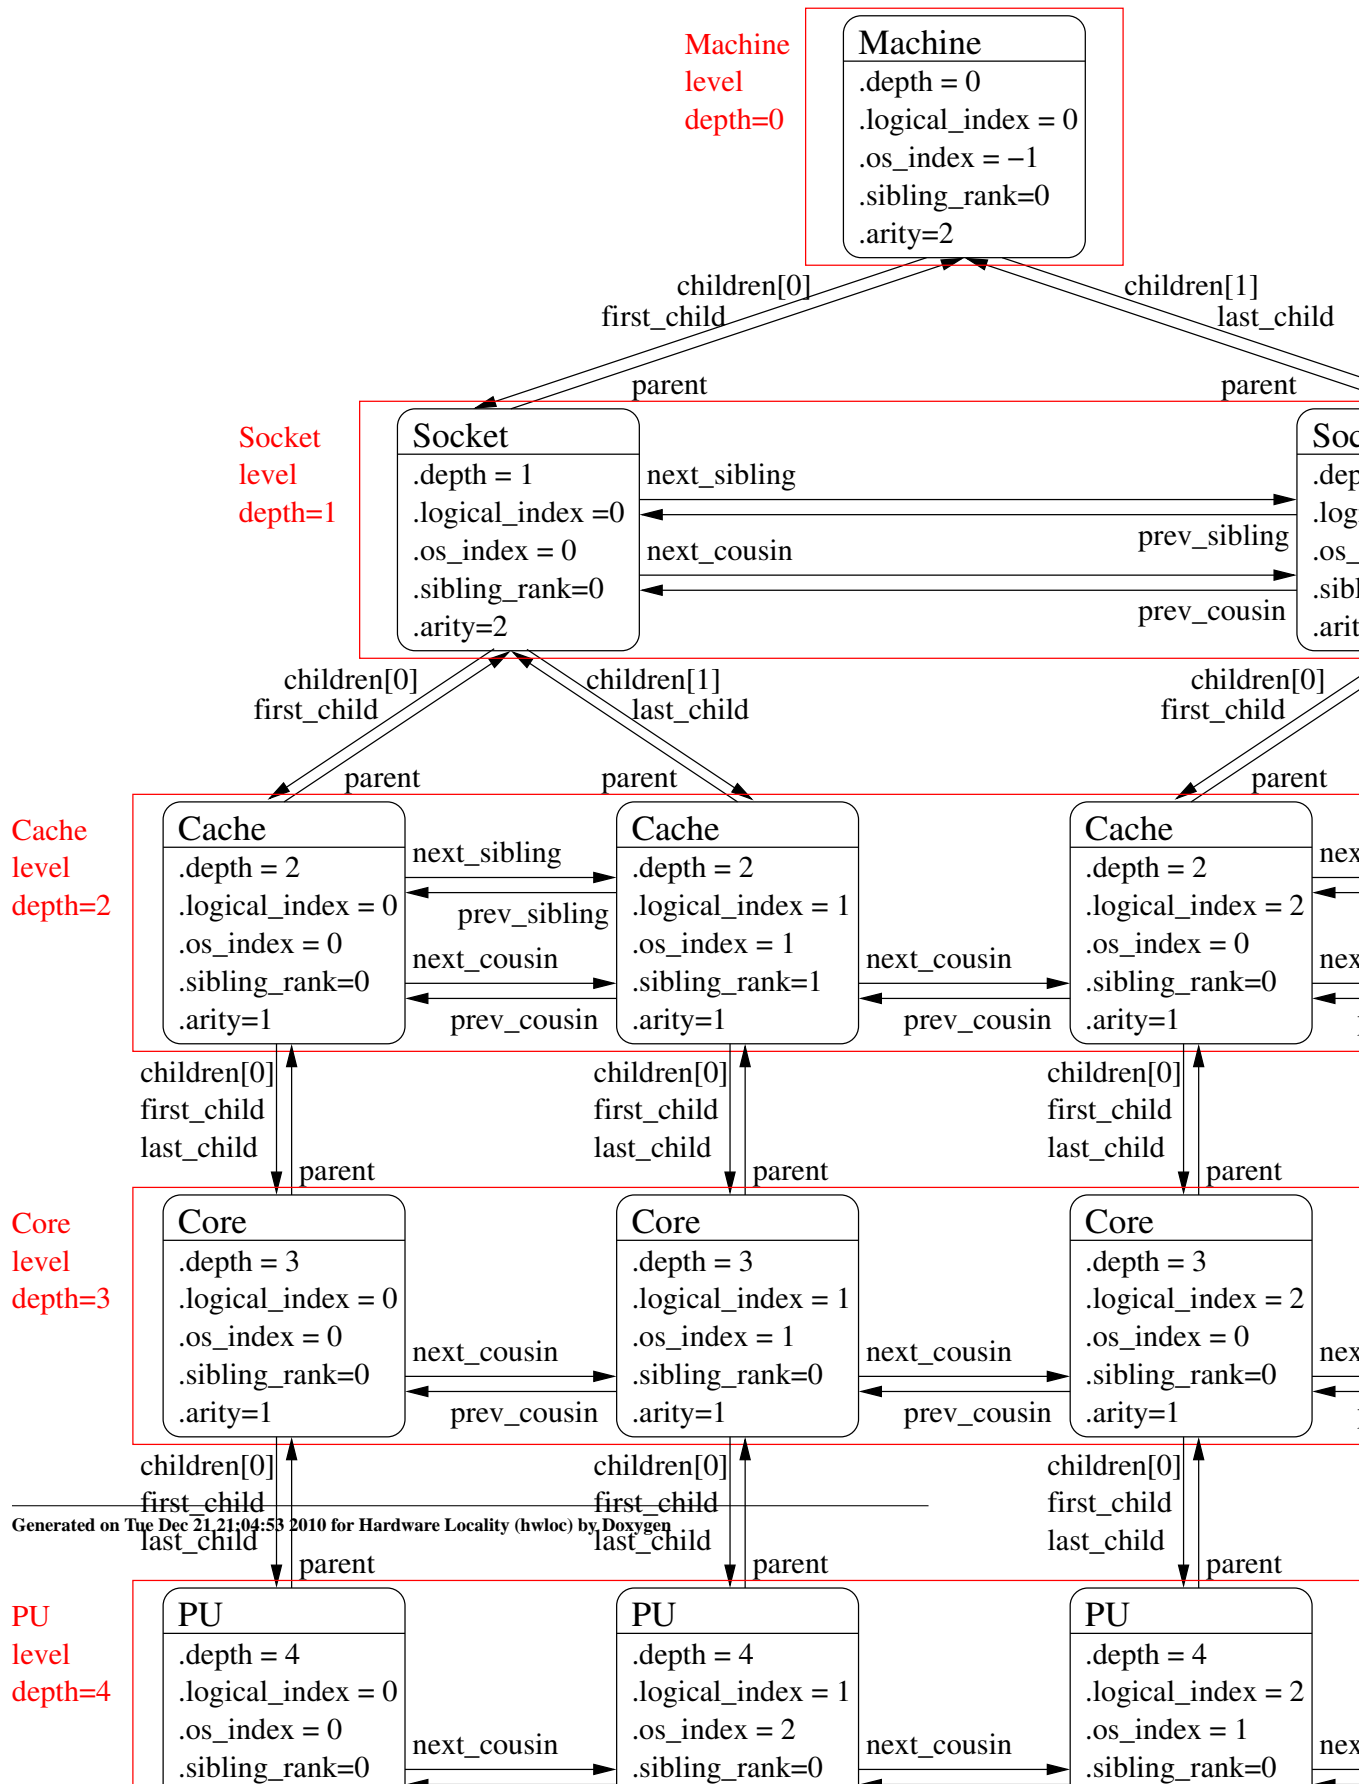 Machine
level
depth=0
Machine
.depth = 0
.logical_index = 0
.os_index = −1
.sibling_rank=0
.arity=2
children[0]
first_child
children[1]
last_child
parent
parent
Socket
level
depth=1
Socket
.depth = 1
.logical_index =0
.os_index = 0
.sibling_rank=0
.arity=2
next_sibling
prev_sibling
next_cousin
prev_cousin
Soc
.dep
.log
.os_
.sibl
.arit
children[0]
first_child
children[1]
last_child
children[0]
first_child
parent
parent
parent
Cache
level
depth=2
Cache
.depth = 2
.logical_index = 0
.os_index = 0
.sibling_rank=0
.arity=1
next_sibling
prev_sibling
next_cousin
prev_cousin
Cache
.depth = 2
.logical_index = 1
.os_index = 1
.sibling_rank=1
.arity=1
next_cousin
prev_cousin
Cache
.depth = 2
.logical_index = 2
.os_index = 0
.sibling_rank=0
.arity=1
nex
nex
children[0]
first_child
last_child
parent
children[0]
first_child
last_child
parent
children[0]
first_child
last_child
parent
Core
level
depth=3
Core
.depth = 3
.logical_index = 0
.os_index = 0
.sibling_rank=0
.arity=1
next_cousin
prev_cousin
Core
.depth = 3
.logical_index = 1
.os_index = 1
.sibling_rank=0
.arity=1
next_cousin
prev_cousin
Core
.depth = 3
.logical_index = 2
.os_index = 0
.sibling_rank=0
.arity=1
nex
children[0]
first_child
last_child
parent
children[0]
first_child
last_child
parent
children[0]
first_child
last_child
parent
Generated on Tue Dec 21 21:04:53 2010 for Hardware Locality (hwloc) by Doxygen
PU
level
depth=4
PU
.depth = 4
.logical_index = 0
.os_index = 0
.sibling_rank=0
next_cousin
PU
.depth = 4
.logical_index = 1
.os_index = 2
.sibling_rank=0
next_cousin
PU
.depth = 4
.logical_index = 2
.os_index = 1
.sibling_rank=0
nex